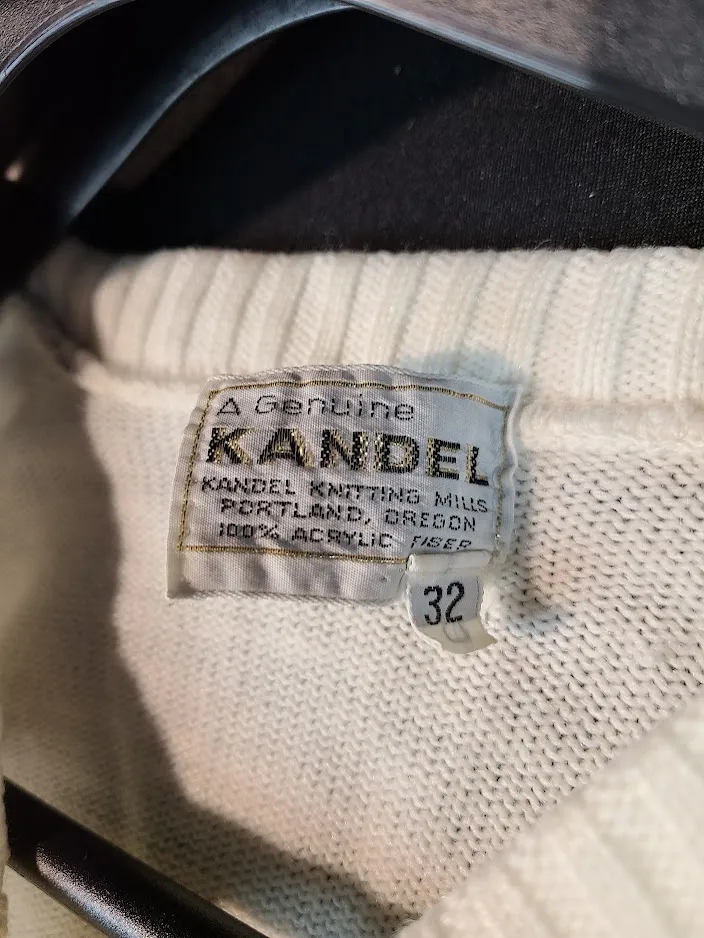 A Genuine
KANDEL
KANDEL KNITTING MILLS
PORTLAND, OREGON
100% ACRYLIC FIBER
32